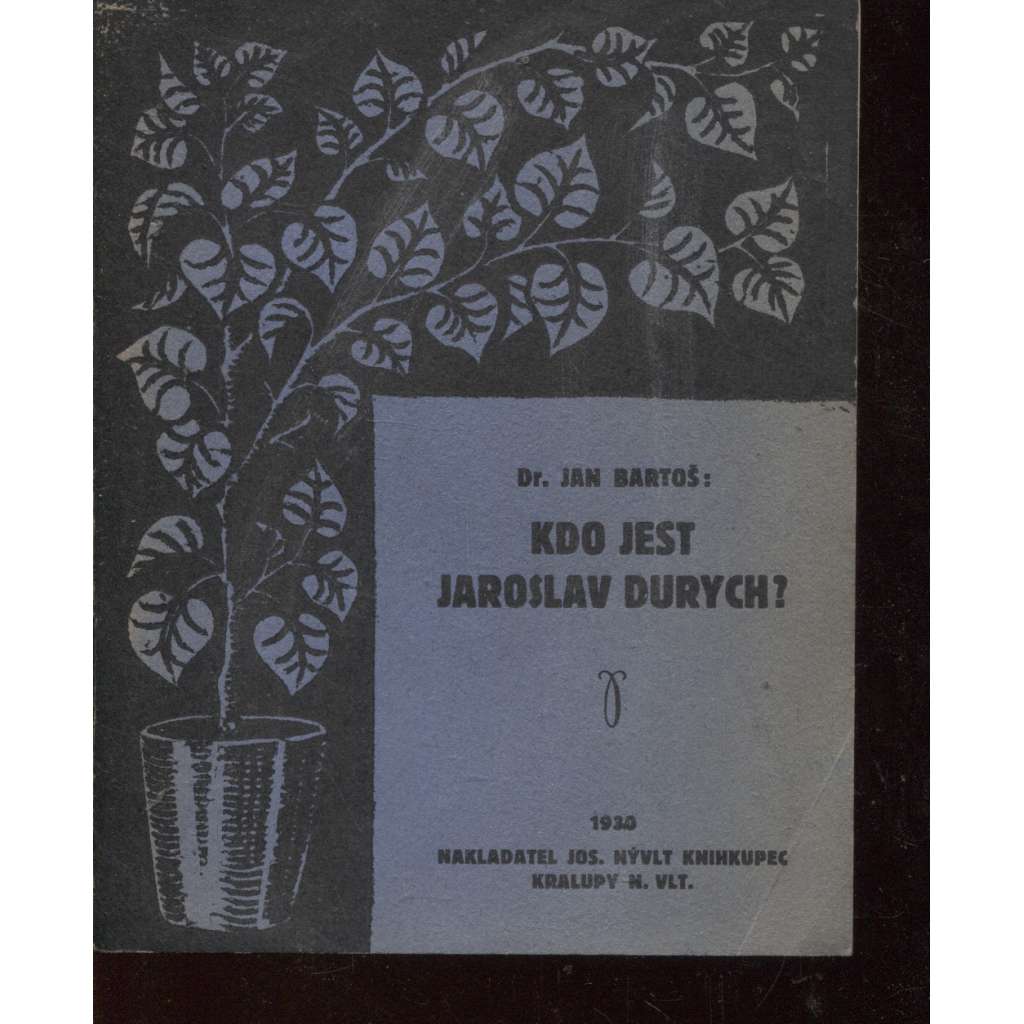 Dr. JAN BARTOŠ:
KDO JEST
JAROSLAV DURYCH?
1930
NAKLADATEL JOS. NÝVLT KNIHKUPEC
KRALUPY N. VLT.